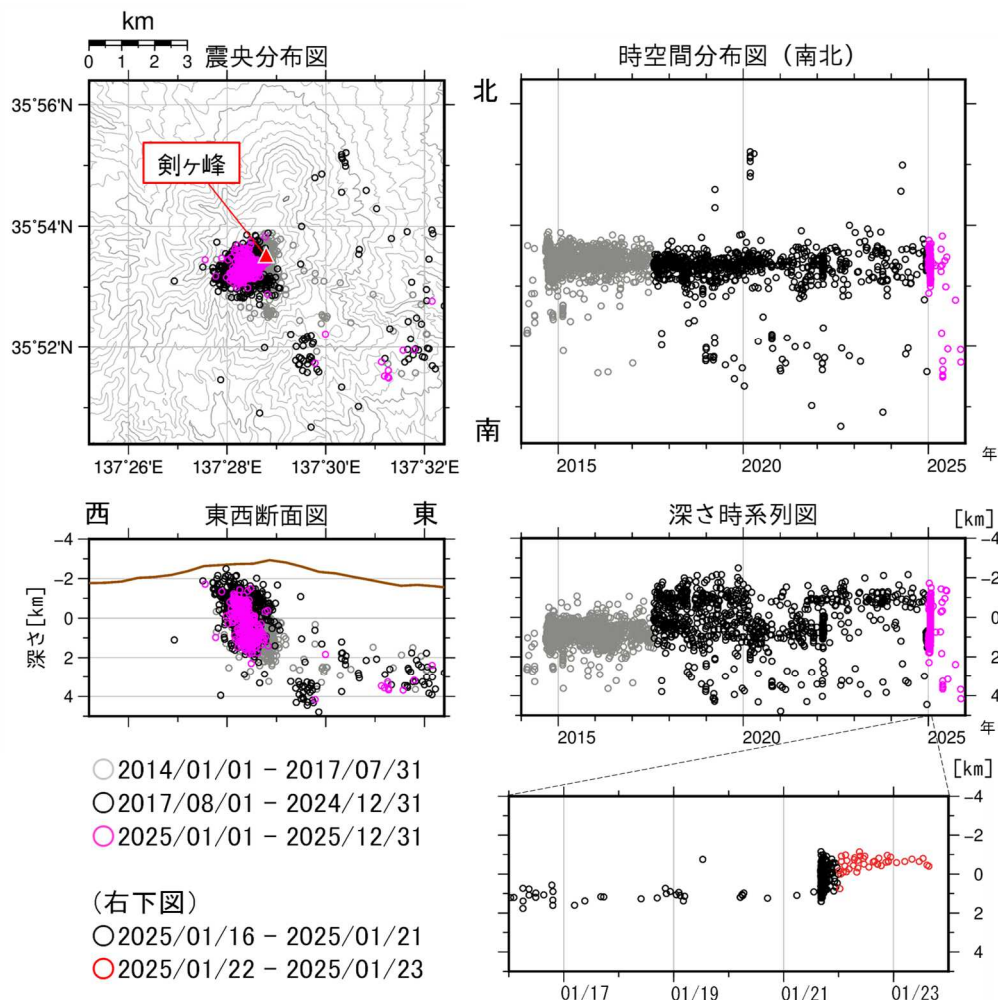 km
0 1 2 3
震央分布図
35°56'N
35°54'N
35°52'N
剣ヶ峰
137°26'E
137°28'E
137°30'E
137°32'E
時空間分布図（南北）
北
南
2015
2020
2025
年
西
東西断面図
東
深さ[km]
-4
-2
0
2
4
深さ時系列図
[km]
-4
-2
0
2
4
2015
2020
2025
年
2014/01/01 - 2017/07/31
2017/08/01 - 2024/12/31
2025/01/01 - 2025/12/31
(右下図)
2025/01/16 - 2025/01/21
2025/01/22 - 2025/01/23
[km]
-4
-2
0
2
4
01/17
01/19
01/21
01/23